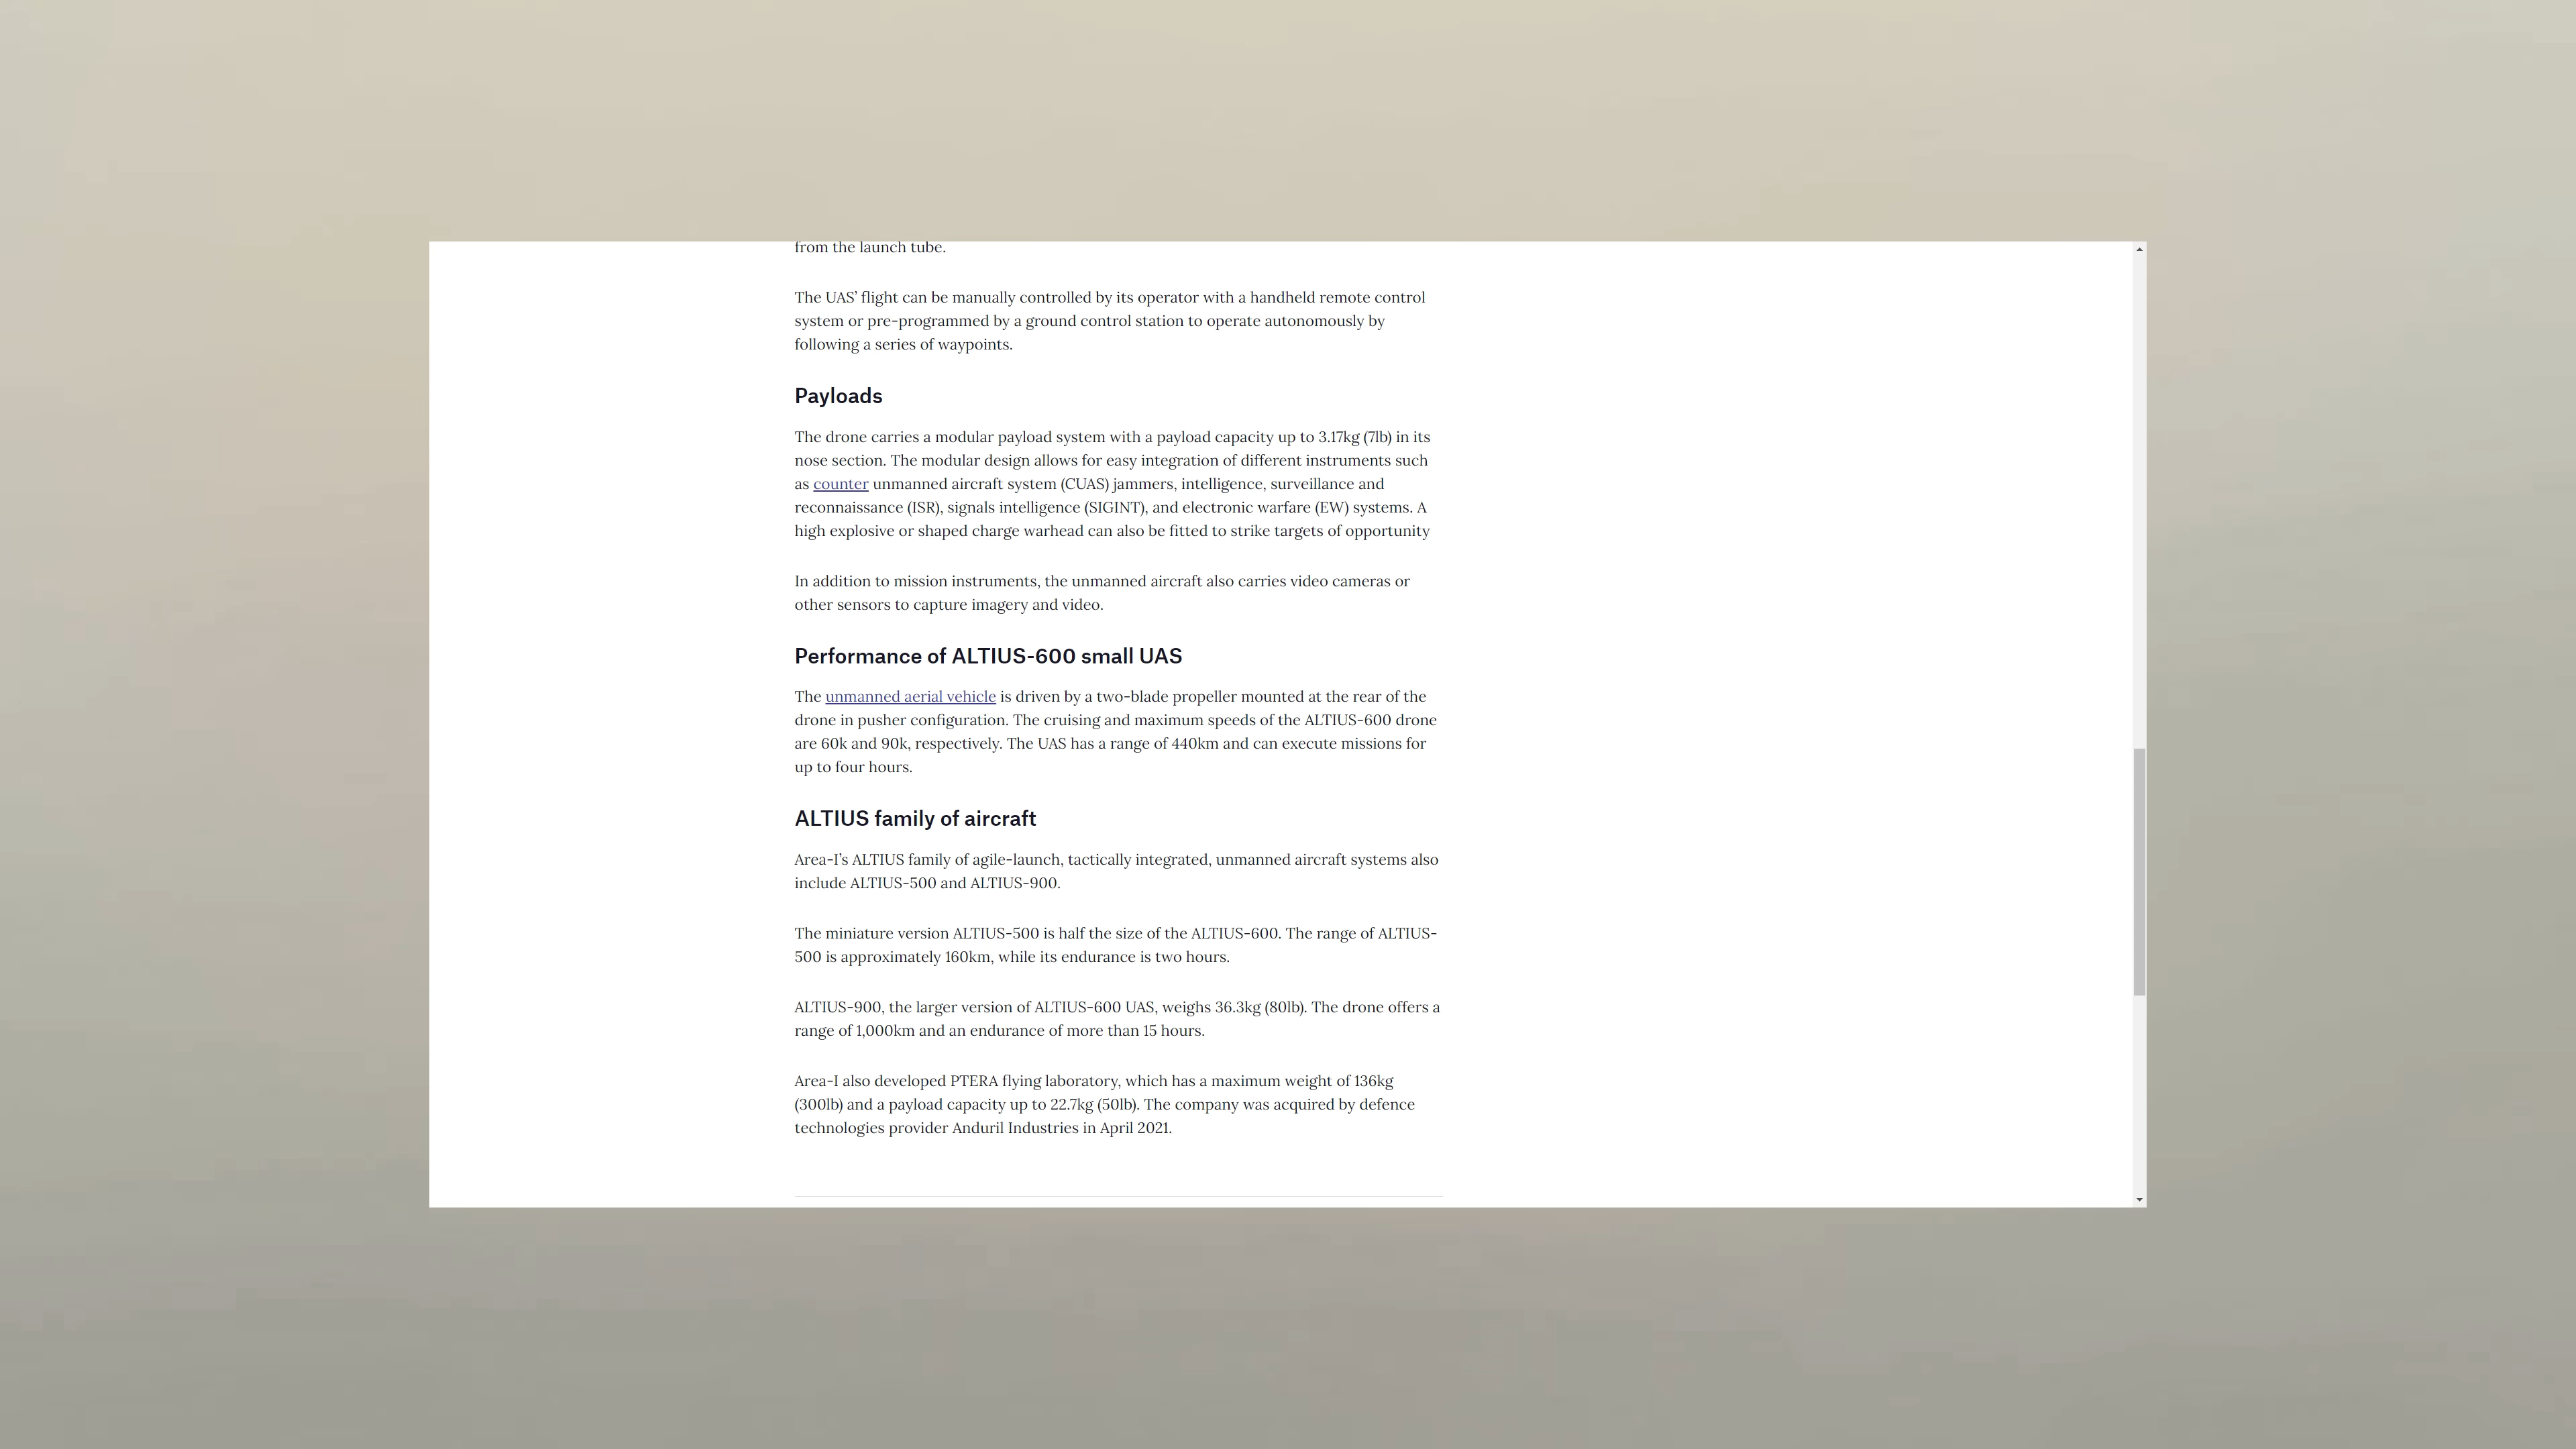 from the launch tube.
The UAS’ flight can be manually controlled by its operator with a handheld remote control
system or pre-programmed by a ground control station to operate autonomously by
following a series of waypoints.
Payloads
The drone carries a modular payload system with a payload capacity up to 3.17kg (7lb) in its
nose section. The modular design allows for easy integration of different instruments such
as counter unmanned aircraft system (CUAS) jammers, intelligence, surveillance and
reconnaissance (ISR), signals intelligence (SIGINT), and electronic warfare (EW) systems. A
high explosive or shaped charge warhead can also be fitted to strike targets of opportunity
In addition to mission instruments, the unmanned aircraft also carries video cameras or
other sensors to capture imagery and video.
Performance of ALTIUS-600 small UAS
The unmanned aerial vehicle is driven by a two-blade propeller mounted at the rear of the
drone in pusher configuration. The cruising and maximum speeds of the ALTIUS-600 drone
are 60k and 90k, respectively. The UAS has a range of 440km and can execute missions for
up to four hours.
ALTIUS family of aircraft
Area-I’s ALTIUS family of agile-launch, tactically integrated, unmanned aircraft systems also
include ALTIUS-500 and ALTIUS-900.
The miniature version ALTIUS-500 is half the size of the ALTIUS-600. The range of ALTIUS-
500 is approximately 160km, while its endurance is two hours.
ALTIUS-900, the larger version of ALTIUS-600 UAS, weighs 36.3kg (80lb). The drone offers a
range of 1,000km and an endurance of more than 15 hours.
Area-I also developed PTERA flying laboratory, which has a maximum weight of 136kg
(300lb) and a payload capacity up to 22.7kg (50lb). The company was acquired by defence
technologies provider Anduril Industries in April 2021.